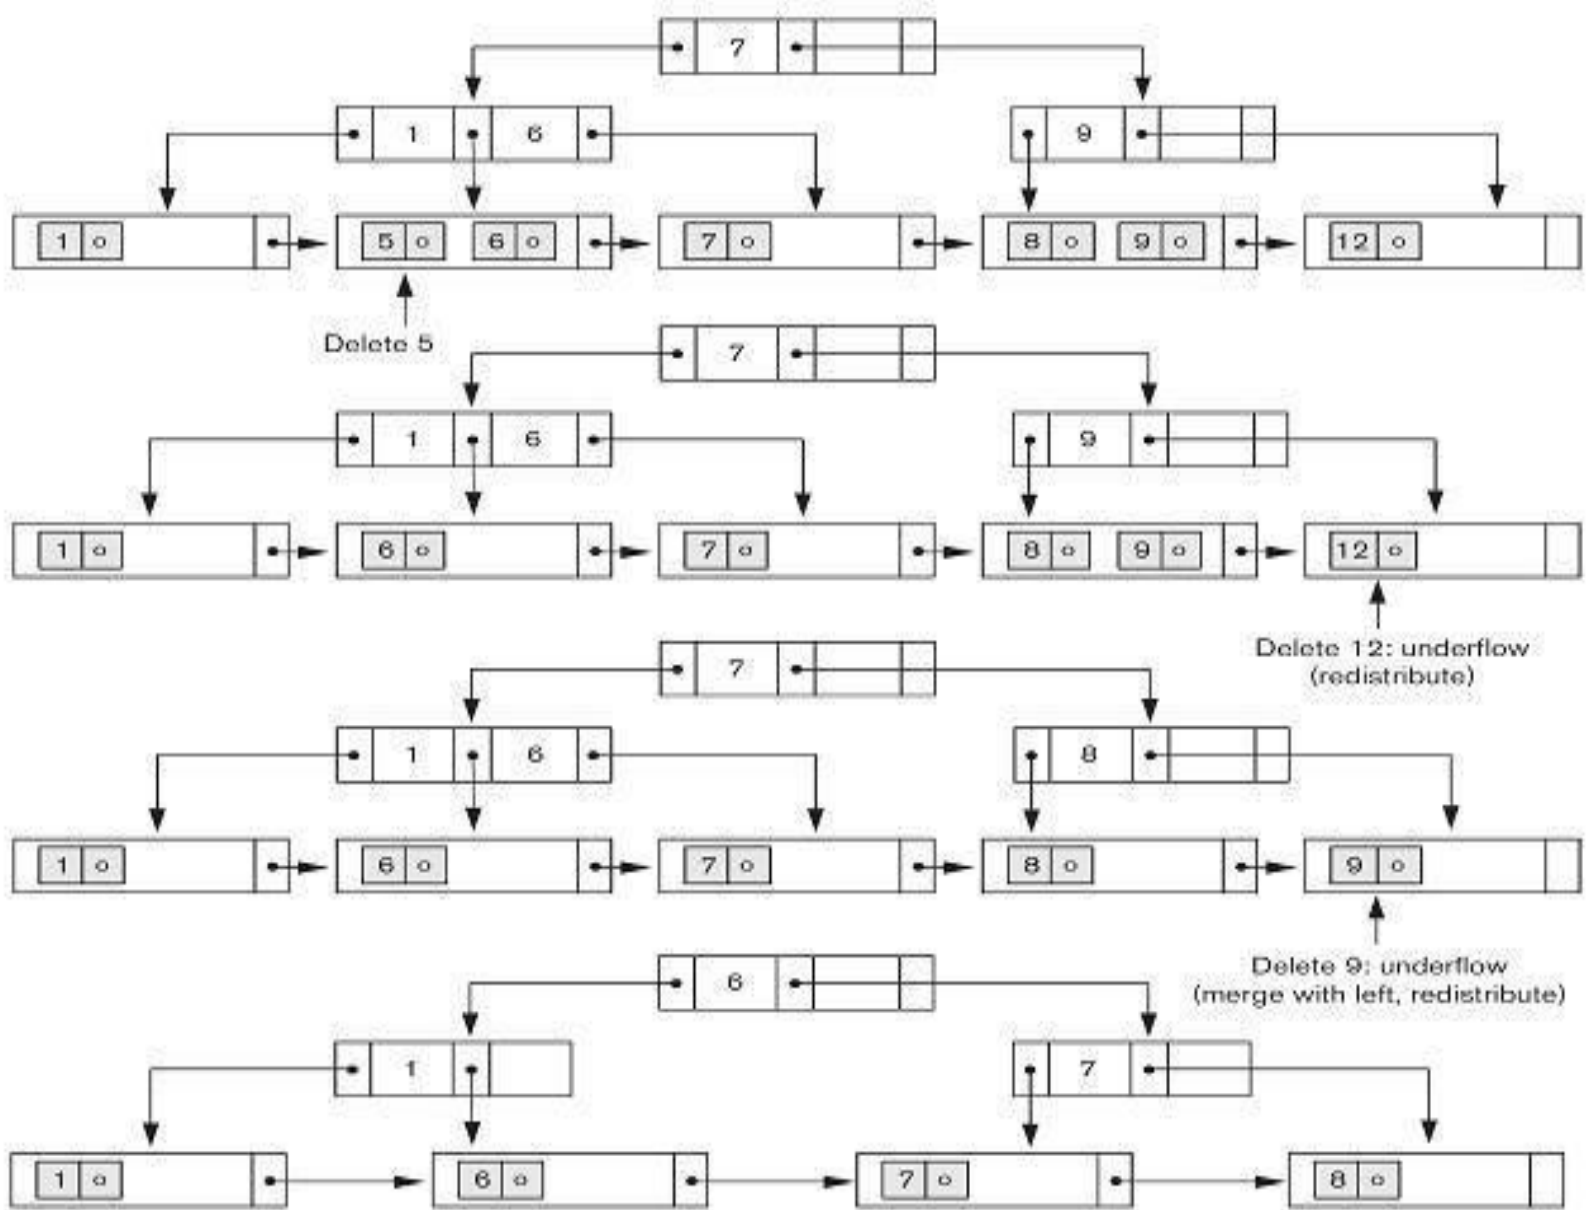 7
1 6 9
1 5 6 7 8 9 12
Delete 5
7
1 6 9
1 6 7 8 9 12
Delete 12: underflow
(redistribute)
7
1 6 8
1 6 7 8 9
Delete 9: underflow
(merge with left, redistribute)
6
1 7
1 6 7 8